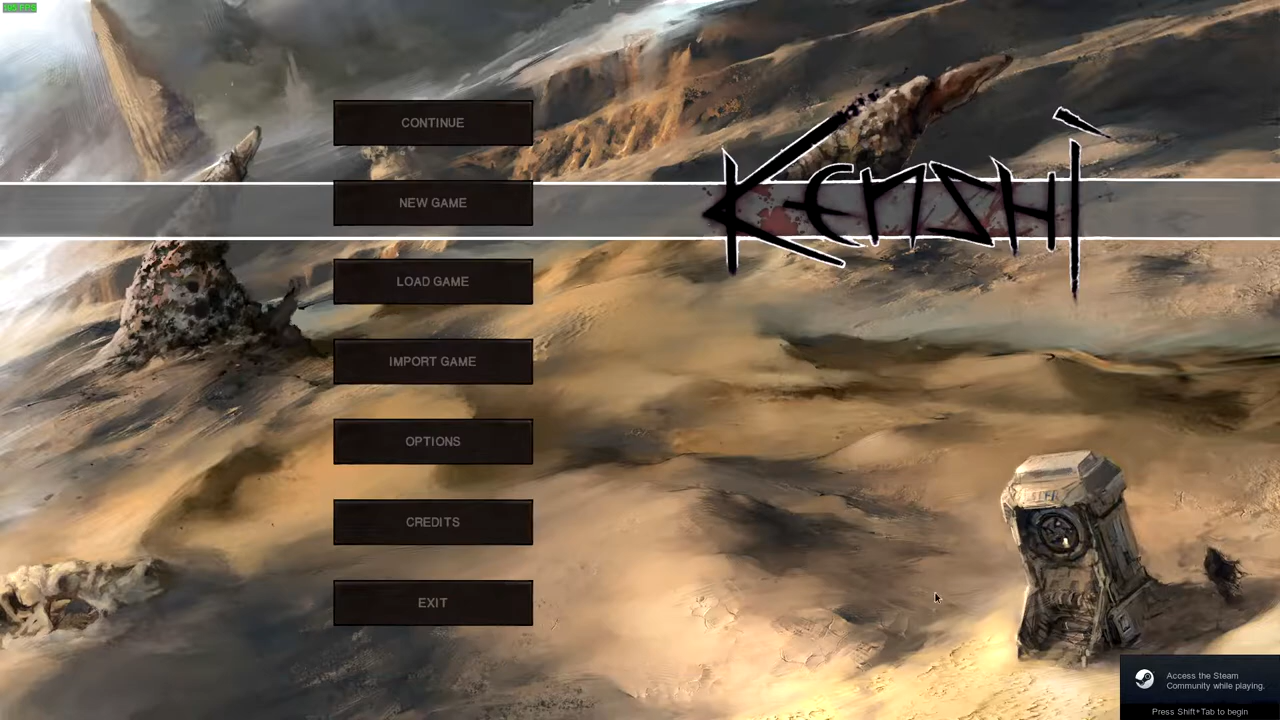 CONTINUE
NEW GAME
LOAD GAME
IMPORT GAME
OPTIONS
CREDITS
EXIT
KENSHI
Access the Steam
Community while playing.
Press Shift+Tab to begin